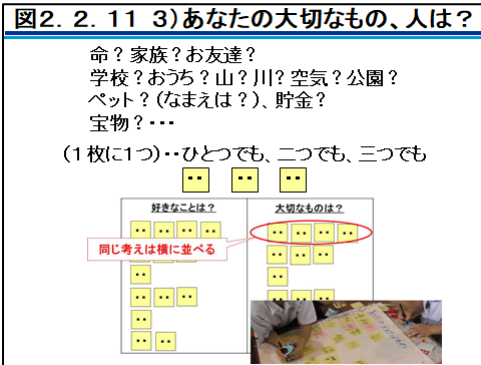 図2．2．11 3)あなたの大切なもの、人は？
命？家族？お友達？
学校？おうち？山？川？空気？公園？
ペット？(なまえは？)、貯金？
宝物？･･･
(1枚に1つ)･･ひとつでも、二つでも、三つでも
好きなことは？
大切なものは？
同じ考えは横に並べる